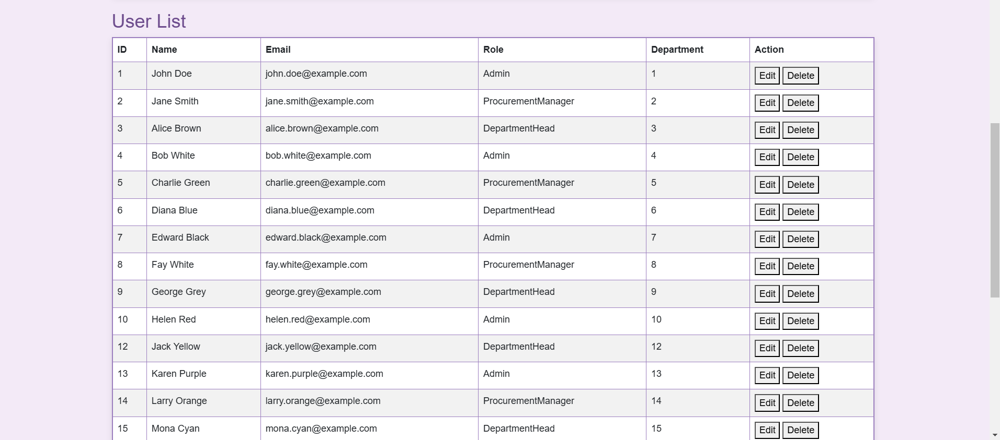 User List
ID Name Email Role Department Action
1 John Doe john.doe@example.com Admin 1 Edit Delete
2 Jane Smith jane.smith@example.com ProcurementManager 2 Edit Delete
3 Alice Brown alice.brown@example.com DepartmentHead 3 Edit Delete
4 Bob White bob.white@example.com Admin 4 Edit Delete
5 Charlie Green charlie.green@example.com ProcurementManager 5 Edit Delete
6 Diana Blue diana.blue@example.com DepartmentHead 6 Edit Delete
7 Edward Black edward.black@example.com Admin 7 Edit Delete
8 Fay White fay.white@example.com ProcurementManager 8 Edit Delete
9 George Grey george.grey@example.com DepartmentHead 9 Edit Delete
10 Helen Red helen.red@example.com Admin 10 Edit Delete
12 Jack Yellow jack.yellow@example.com DepartmentHead 12 Edit Delete
13 Karen Purple karen.purple@example.com Admin 13 Edit Delete
14 Larry Orange larry.orange@example.com ProcurementManager 14 Edit Delete
15 Mona Cyan mona.cyan@example.com DepartmentHead 15 Edit Delete